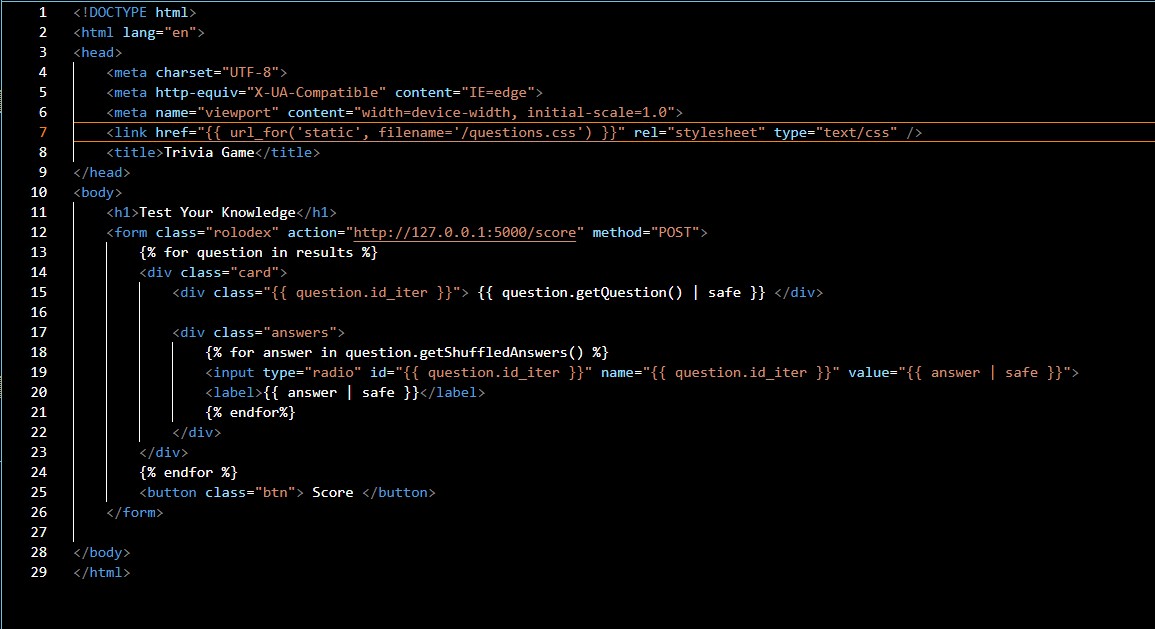 1 <!DOCTYPE html>
2 <html lang="en">
3 <head>
4     <meta charset="UTF-8">
5     <meta http-equiv="X-UA-Compatible" content="IE=edge">
6     <meta name="viewport" content="width=device-width, initial-scale=1.0">
7     <link href="{{ url_for('static', filename='/questions.css') }}" rel="stylesheet" type="text/css" />
8     <title>Trivia Game</title>
9 </head>
10 <body>
11     <h1>Test Your Knowledge</h1>
12     <form class="rolodex" action="http://127.0.0.1:5000/score" method="POST">
13         {% for question in results %}
14         <div class="card">
15             <div class="{{ question.id_iter }}"> {{ question.getQuestion() | safe }} </div>
16
17             <div class="answers">
18                 {% for answer in question.getShuffledAnswers() %}
19                 <input type="radio" id="{{ question.id_iter }}" name="{{ question.id_iter }}" value="{{ answer | safe }}">
20                 <label>{{ answer | safe }}</label>
21                 {% endfor%}
22             </div>
23         </div>
24         {% endfor %}
25         <button class="btn"> Score </button>
26     </form>
27
28 </body>
29 </html>